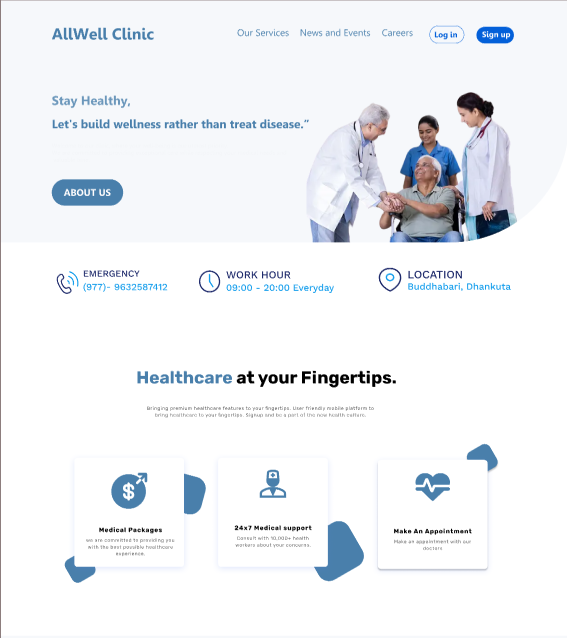 AllWell Clinic
Our Services News and Events Careers Log in Sign up
Stay Healthy,
Let's build wellness rather than treat disease.”
ABOUT US
EMERGENCY
(977)- 9632587412
WORK HOUR
09:00 - 20:00 Everyday
LOCATION
Buddhabari, Dhankuta
Healthcare at your Fingertips.
Bringing premium healthcare features to your fingertips. User friendly mobile platform to
bring healthcare to your fingertips. Signup and be a part of the new health culture.
Medical Packages
we are committed to providing you
with the best possible healthcare
experience.
24x7 Medical support
Consult with 10,000+ health
workers about your concerns.
Make An Appointment
Make an appointment with our
doctors